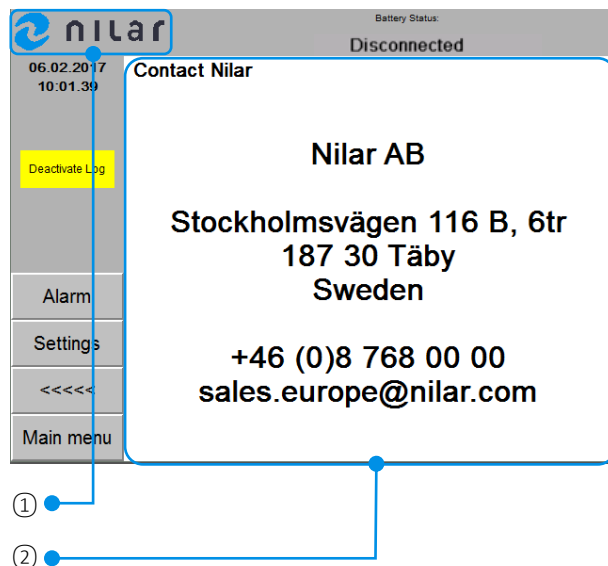 nilar
Battery Status:
Disconnected
06.02.2017
10:01.39
Contact Nilar
Deactivate Log
Nilar AB
Stockholmsvägen 116 B, 6tr
187 30 Täby
Sweden
+46 (0)8 768 00 00
sales.europe@nilar.com
Alarm
Settings
<<<<<
Main menu
①
②